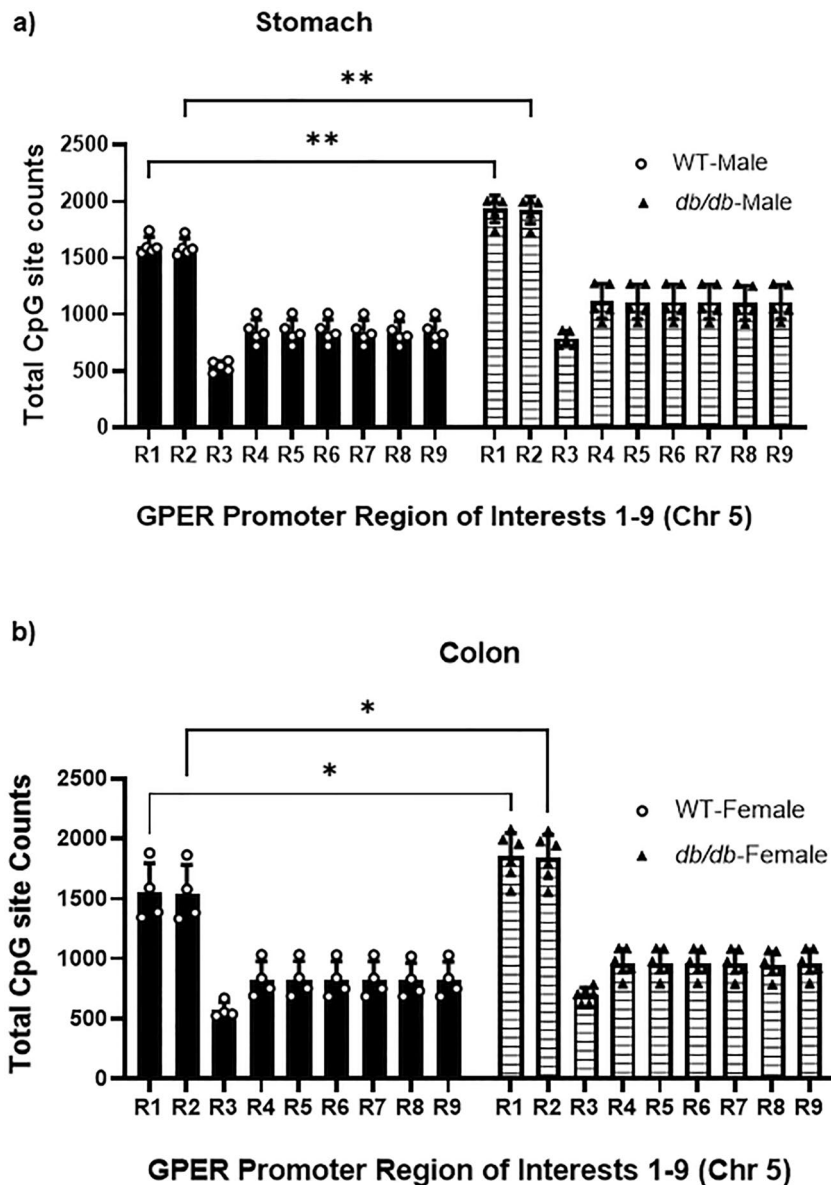 a)
Stomach
**
**
Total CpG site counts
2500
2000
1500
1000
500
0
WT-Male
db/db-Male
R1 R2 R3 R4 R5 R6 R7 R8 R9 R1 R2 R3 R4 R5 R6 R7 R8 R9
GPER Promoter Region of Interests 1-9 (Chr 5)
b)
Colon
*
*
Total CpG site Counts
2500
2000
1500
1000
500
0
WT-Female
db/db-Female
R1 R2 R3 R4 R5 R6 R7 R8 R9 R1 R2 R3 R4 R5 R6 R7 R8 R9
GPER Promoter Region of Interests 1-9 (Chr 5)